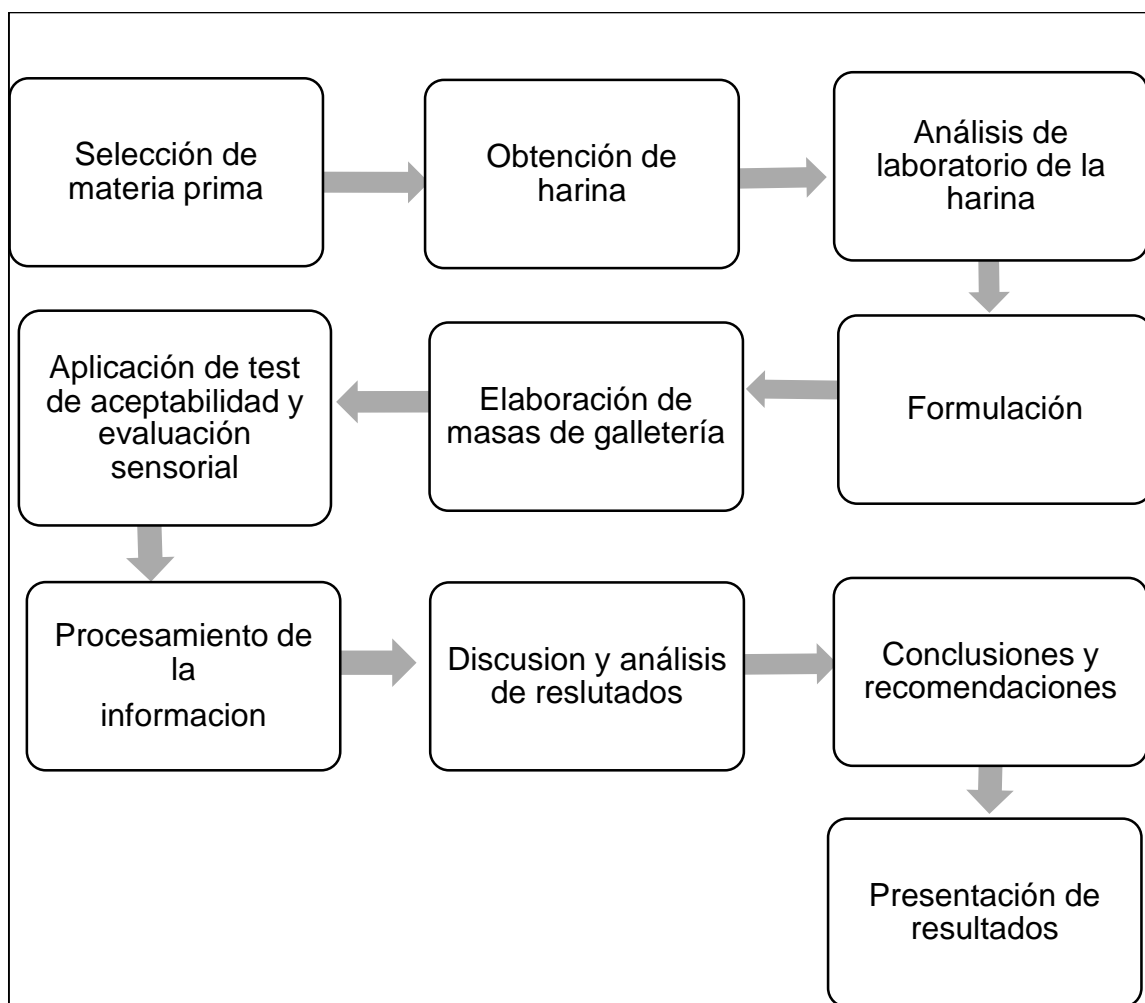 Selección de
materia prima
Obtención de
harina
Análisis de
laboratorio de la
harina
Formulación
Elaboración de
masas de galletería
Aplicación de test
de aceptabilidad y
evaluación
sensorial
Procesamiento de
la
informacion
Discusion y análisis
de reslutados
Conclusiones y
recomendaciones
Presentación de
resultados